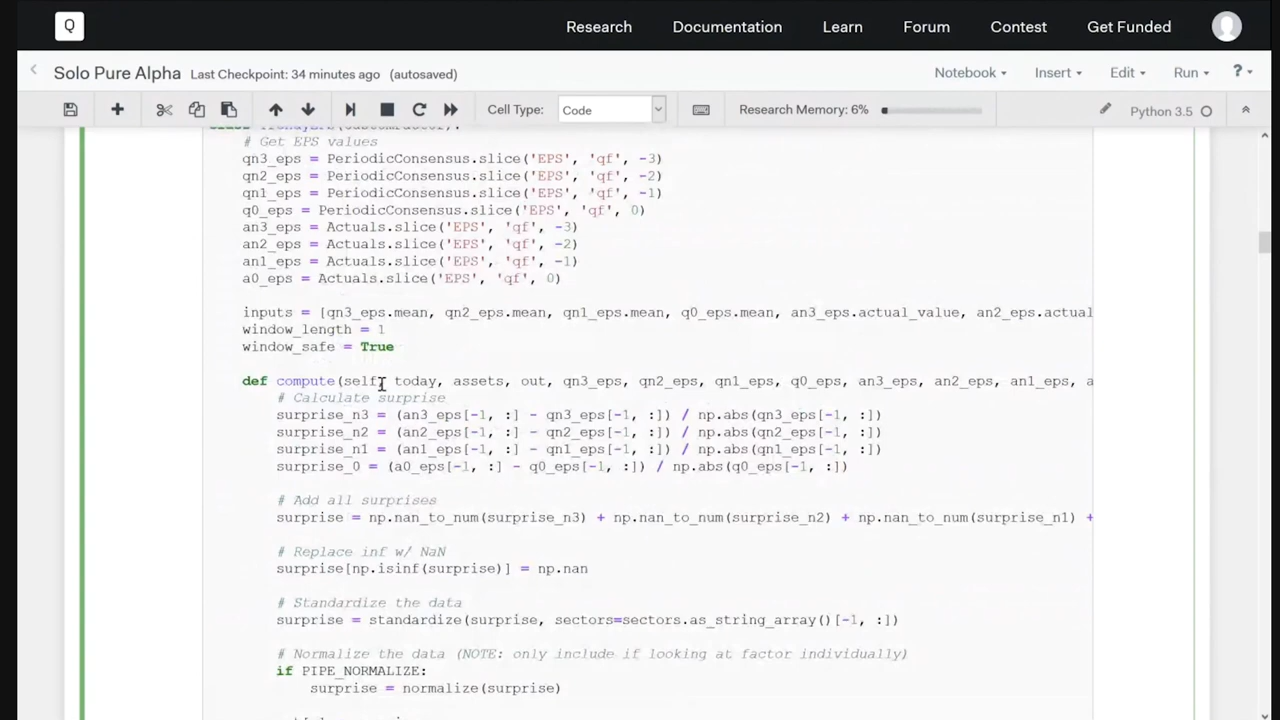 Q
Research Documentation Learn Forum Contest Get Funded
Solo Pure Alpha Last Checkpoint: 34 minutes ago (autosaved)
Notebook Insert Edit Run ?
Cell Type: Code Research Memory: 6% Python 3.5
# Get EPS values
qn3_eps = PeriodicConsensus.slice('EPS', 'qf', -3)
qn2_eps = PeriodicConsensus.slice('EPS', 'qf', -2)
qn1_eps = PeriodicConsensus.slice('EPS', 'qf', -1)
q0_eps = PeriodicConsensus.slice('EPS', 'qf', 0)
an3_eps = Actuals.slice('EPS', 'qf', -3)
an2_eps = Actuals.slice('EPS', 'qf', -2)
an1_eps = Actuals.slice('EPS', 'qf', -1)
a0_eps = Actuals.slice('EPS', 'qf', 0)
inputs = [qn3_eps.mean, qn2_eps.mean, qn1_eps.mean, q0_eps.mean, an3_eps.actual_value, an2_eps.actual
window_length = 1
window_safe = True
def compute(self, today, assets, out, qn3_eps, qn2_eps, qn1_eps, q0_eps, an3_eps, an2_eps, an1_eps, a
# Calculate surprise
surprise_n3 = (an3_eps[-1, :] - qn3_eps[-1, :]) / np.abs(qn3_eps[-1, :])
surprise_n2 = (an2_eps[-1, :] - qn2_eps[-1, :]) / np.abs(qn2_eps[-1, :])
surprise_n1 = (an1_eps[-1, :] - qn1_eps[-1, :]) / np.abs(qn1_eps[-1, :])
surprise_0 = (a0_eps[-1, :] - q0_eps[-1, :]) / np.abs(q0_eps[-1, :])
# Add all surprises
surprise = np.nan_to_num(surprise_n3) + np.nan_to_num(surprise_n2) + np.nan_to_num(surprise_n1) +
# Replace inf w/ NaN
surprise[np.isinf(surprise)] = np.nan
# Standardize the data
surprise = standardize(surprise, sectors=sectors.as_string_array()[-1, :])
# Normalize the data (NOTE: only include if looking at factor individually)
if PIPE_NORMALIZE:
surprise = normalize(surprise)